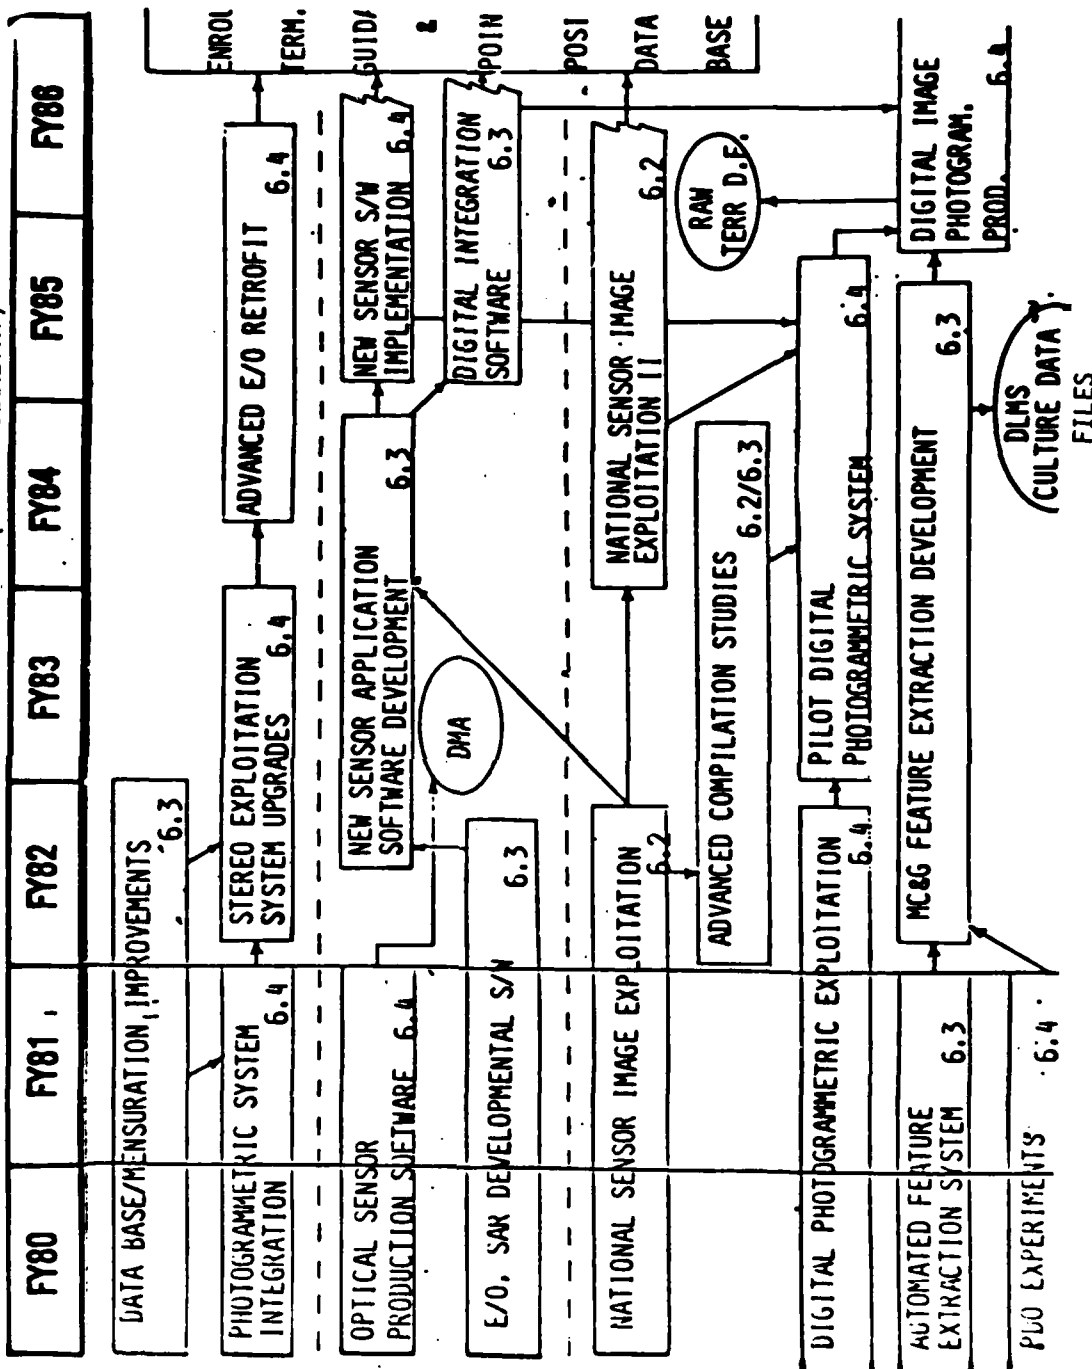 FY80
FY81
FY82
FY83
FY84
FY85
FY86
DATA BASE/MENSURATION IMPROVEMENTS
6.3
PHOTOGRAMMETRIC SYSTEM
INTEGRATION
6.4
STEREO EXPLOITATION
SYSTEM UPGRADES
6.4
ADVANCED E/O RETROFIT
6.4
OPTICAL SENSOR
PRODUCTION SOFTWARE 6.4
E/O, SAR DEVELOPMENTAL S/W
6.3
NEW SENSOR APPLICATION
SOFTWARE DEVELOPMENT
6.3
DMA
NEW SENSOR S/W
IMPLEMENTATION 6.4
DIGITAL INTEGRATION
SOFTWARE
6.3
NATIONAL SENSOR IMAGE EXPLOITATION
6.2
NATIONAL SENSOR IMAGE
EXPLOITATION II
6.2
ADVANCED COMPILATION STUDIES
6.2/6.3
RAW
TERR D.E.
DIGITAL PHOTOGRAMMETRIC EXPLOITATION
6.4
PILOT DIGITAL
PHOTOGRAMMETRIC SYSTEM
6.4
AUTOMATED FEATURE
EXTRACTION SYSTEM
6.3
MC&G FEATURE EXTRACTION DEVELOPMENT
6.3
DIGITAL IMAGE
PHOTOGRAM.
PROD.
6.4
PDO EXPERIMENTS
6.4
DLMS
(CULTURE DATA)
FILES
ENROU
TERM.
GUIDA
&
POIN
POSI
DATA
BASE